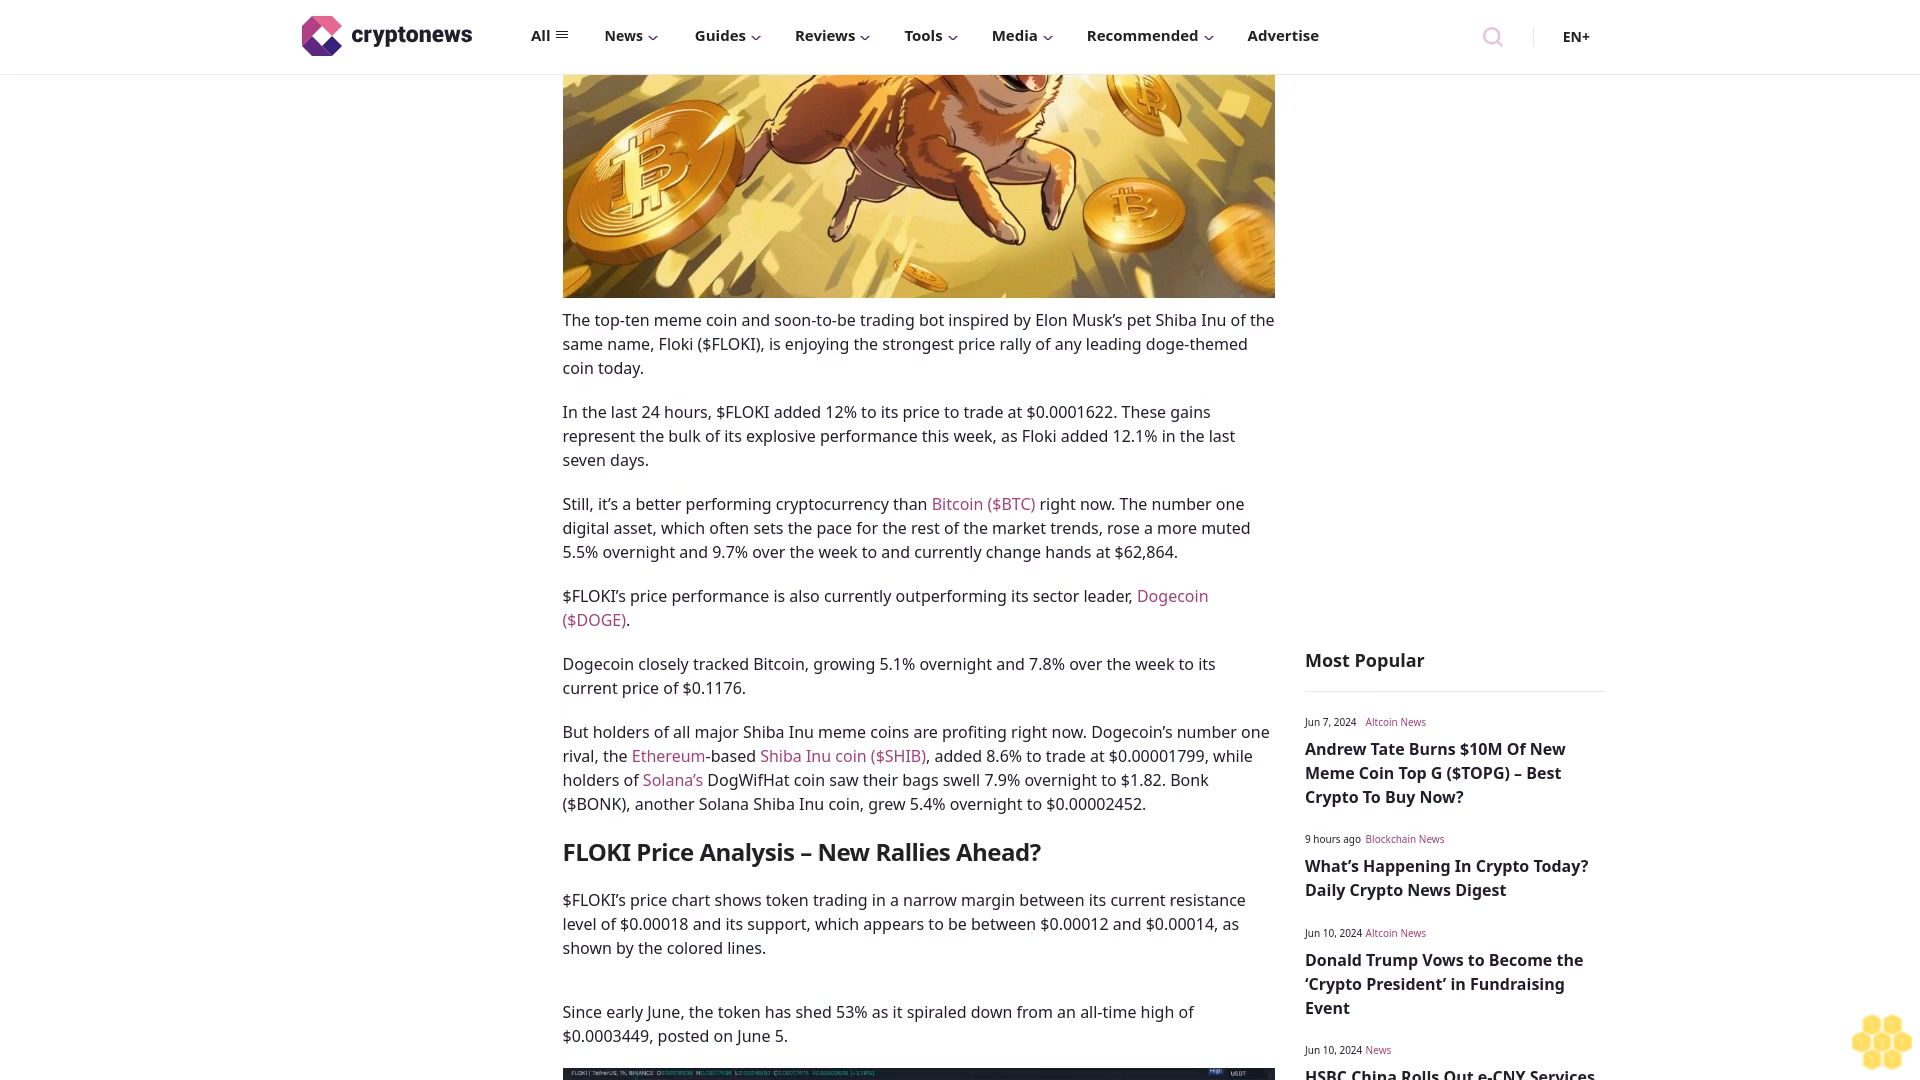 cryptonews
All
News
Guides
Reviews
Tools
Media
Recommended
Advertise
EN+
The top-ten meme coin and soon-to-be trading bot inspired by Elon Musk’s pet Shiba Inu of the
same name, Floki ($FLOKI), is enjoying the strongest price rally of any leading doge-themed
coin today.
In the last 24 hours, $FLOKI added 12% to its price to trade at $0.0001622. These gains
represent the bulk of its explosive performance this week, as Floki added 12.1% in the last
seven days.
Still, it’s a better performing cryptocurrency than Bitcoin ($BTC) right now. The number one
digital asset, which often sets the pace for the rest of the market trends, rose a more muted
5.5% overnight and 9.7% over the week to and currently change hands at $62,864.
$FLOKI’s price performance is also currently outperforming its sector leader, Dogecoin
($DOGE).
Dogecoin closely tracked Bitcoin, growing 5.1% overnight and 7.8% over the week to its
current price of $0.1176.
But holders of all major Shiba Inu meme coins are profiting right now. Dogecoin’s number one
rival, the Ethereum-based Shiba Inu coin ($SHIB), added 8.6% to trade at $0.00001799, while
holders of Solana’s DogWifHat coin saw their bags swell 7.9% overnight to $1.82. Bonk
($BONK), another Solana Shiba Inu coin, grew 5.4% overnight to $0.00002452.
FLOKI Price Analysis – New Rallies Ahead?
$FLOKI’s price chart shows token trading in a narrow margin between its current resistance
level of $0.00018 and its support, which appears to be between $0.00012 and $0.00014, as
shown by the colored lines.
Since early June, the token has shed 53% as it spiraled down from an all-time high of
$0.0003449, posted on June 5.
High
USDT
Most Popular
Jun 7, 2024 Altcoin News
Andrew Tate Burns $10M Of New
Meme Coin Top G ($TOPG) – Best
Crypto To Buy Now?
9 hours ago Blockchain News
What’s Happening In Crypto Today?
Daily Crypto News Digest
Jun 10, 2024 Altcoin News
Donald Trump Vows to Become the
‘Crypto President’ in Fundraising
Event
Jun 10, 2024 News
HSBC China Rolls Out e-CNY Services